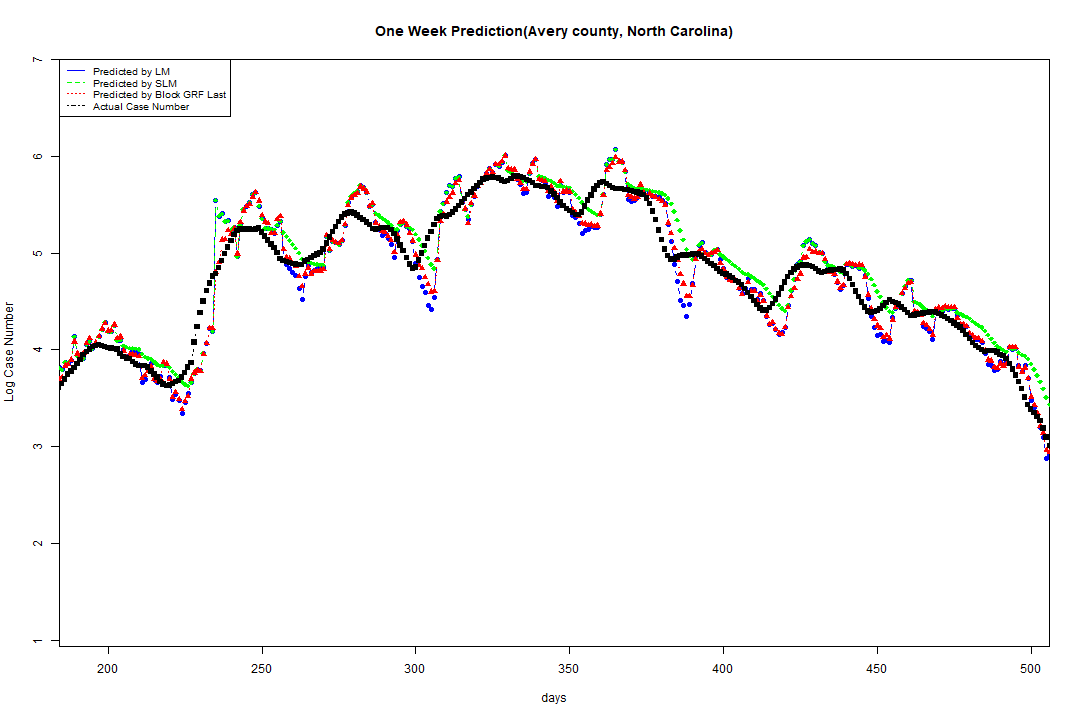 One Week Prediction(Avery county, North Carolina)
Predicted by LM
Predicted by SLM
Predicted by Block GRF Last
Actual Case Number
Log Case Number
7
6
5
4
3
2
1
200 250 300 350 400 450 500
days